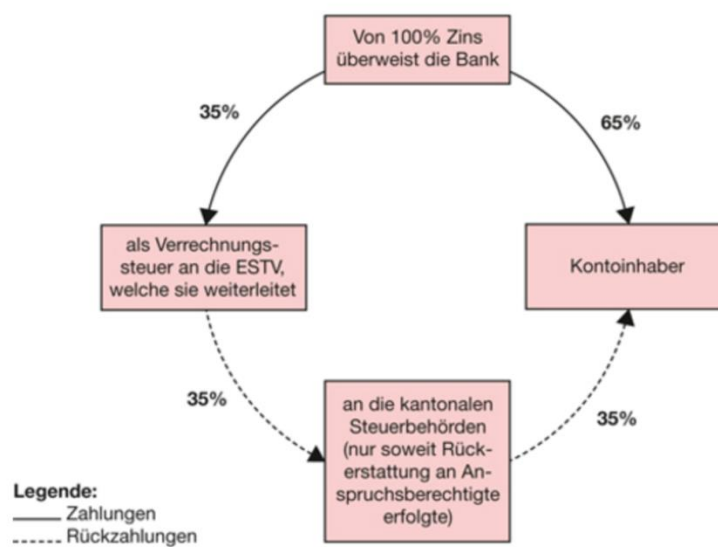 Von 100% Zins
überweist die Bank
35%
65%
als Verrechnungs-
steuer an die ESTV,
welche sie weiterleitet
Kontoinhaber
35%
an die kantonalen
Steuerbehörden
(nur soweit Rück-
erstattung an An-
spruchsberechtigte
erfolgte)
35%
Legende:
Zahlungen
Rückzahlungen